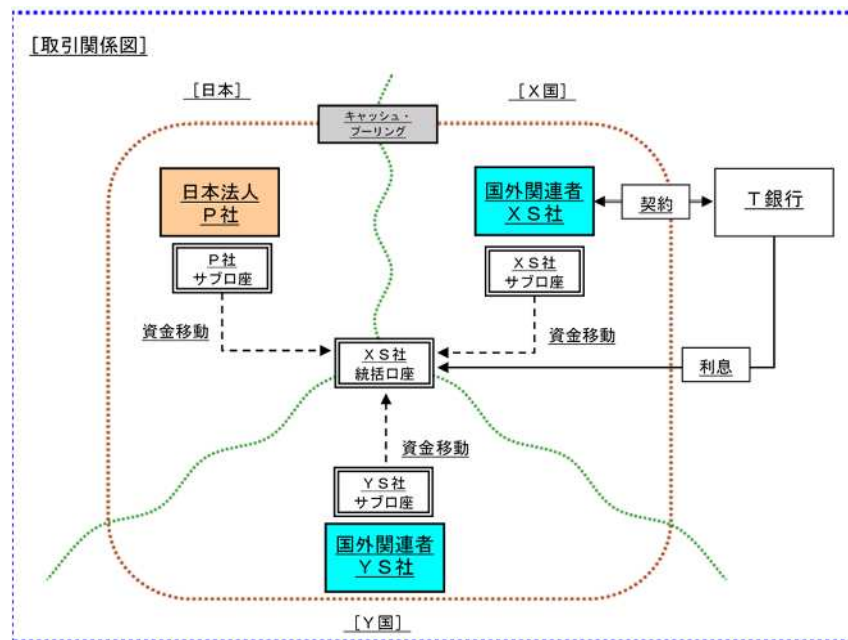 [取引関係図]
[日本]
[X国]
キャッシュ・
プーリング
日本法人
P社
国外関連者
XS社
契約
T銀行
P社
サブ口座
XS社
サブ口座
資金移動
資金移動
XS社
統括口座
利息
資金移動
YS社
サブ口座
国外関連者
YS社
[Y国]